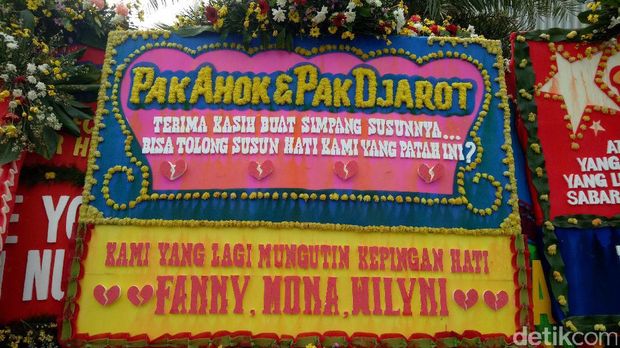 PAK AHOK & PAK DJAROT
TERIMA KASIH BUAT SIMPANG SUSUNNYA...
BISA TOLONG SUSUN HATI KAMI YANG PATAH INI?
KAMI YANG LAGI MUNGUTIN KEPINGAN HATI
FANNY, MONA, WILYNI
YANG
YANG
SABAR
detikcom